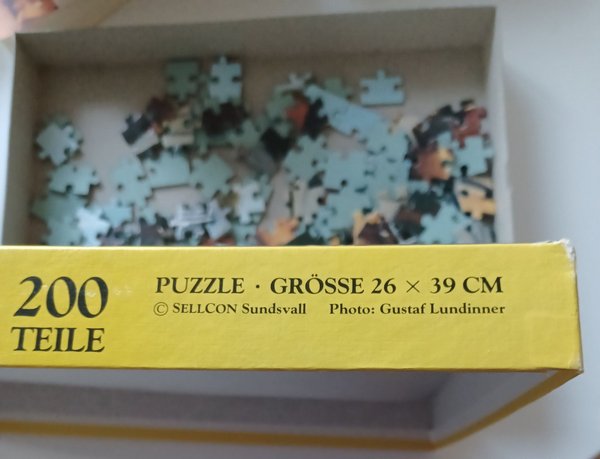 200
TEILE
PUZZLE · GRÖSSE 26 × 39 CM
© SELLCON Sundsvall Photo: Gustaf Lundinner